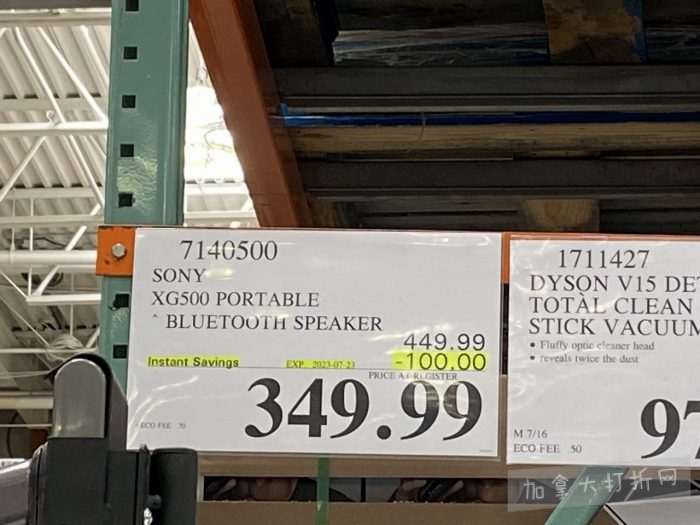 7140500
SONY
XG500 PORTABLE
BLUETOOTH SPEAKER
449.99
Instant Savings EXP. 2023-07-23 -100.00
PRICE AT REGISTER
349.99
ECO FEE .70
1711427
DYSON V15 DE
TOTAL CLEAN
STICK VACUUM
• Fluffy optic cleaner head
• reveals twice the dust
97
M 7/16
ECO FEE .50
加拿大打折网